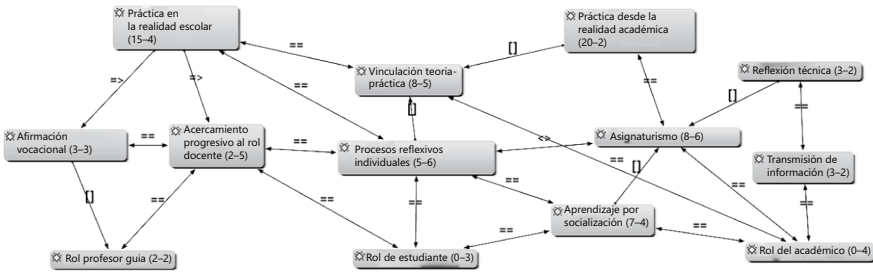 Práctica en
la realidad escolar
(15–4)
Práctica desde la
realidad académica
(20–2)
==
[]
=>
=>
==
==
Vinculación teoria-
práctica (8–5)
Reflexión técnica (3–2)
[]
[]
==
Afirmación
vocacional (3–3)
==
Acercamiento
progresivo al rol
docente (2–5)
==
Procesos reflexivos
individuales (5–6)
<>
Asignaturismo (8–6)
==
[]
Transmisión de
información (3–2)
[]
==
==
==
==
==
==
Aprendizaje por
socialización (7–4)
==
Rol profesor guia (2–2)
Rol de estudiante (0–3)
==
Rol del académico (0–4)